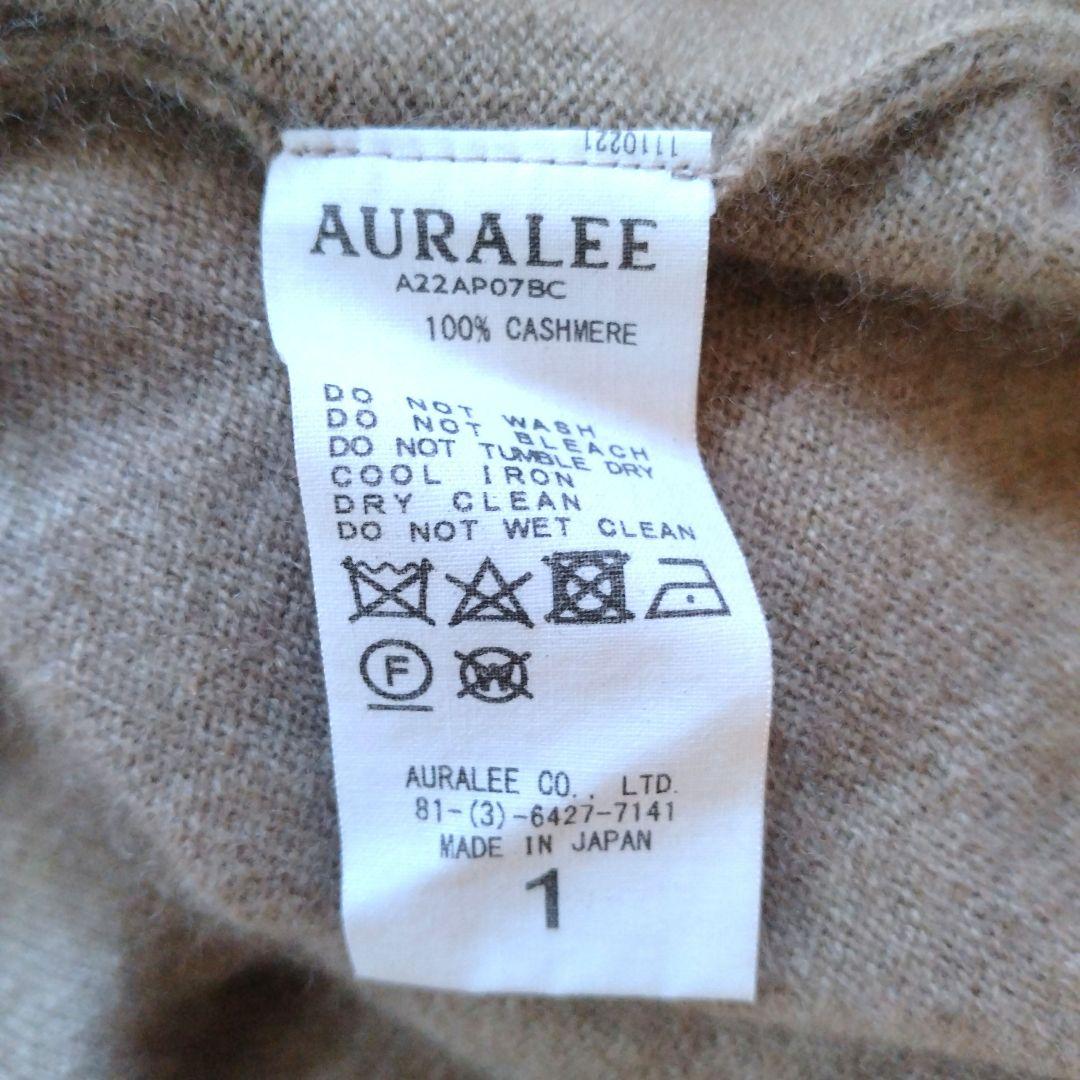 1110221
AURALEE
A22AP07BC
100% CASHMERE
DO NOT WASH
DO NOT BLEACH
DO NOT TUMBLE DRY
COOL IRON
DRY CLEAN
DO NOT WET CLEAN
F W
AURALEE CO., LTD.
81-(3)-6427-7141
MADE IN JAPAN
1